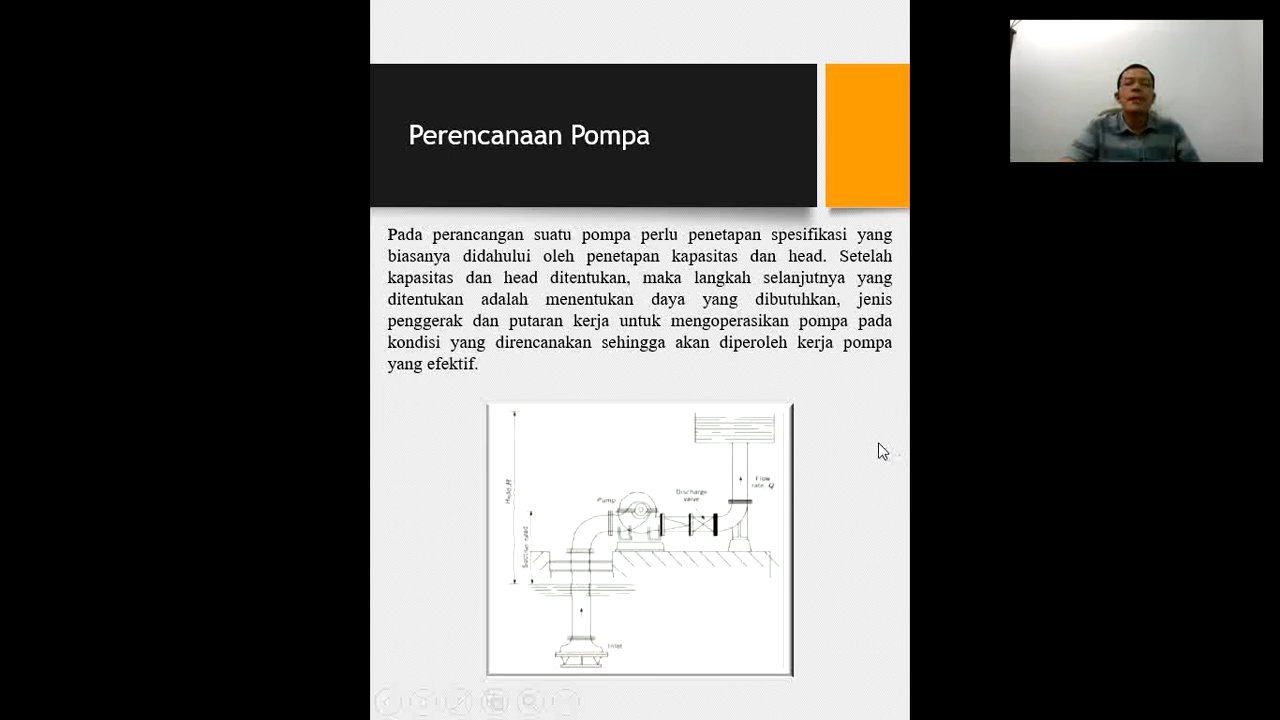 Perencanaan Pompa
Pada perancangan suatu pompa perlu penetapan spesifikasi yang
biasanya didahului oleh penetapan kapasitas dan head. Setelah
kapasitas dan head ditentukan, maka langkah selanjutnya yang
ditentukan adalah menentukan daya yang dibutuhkan, jenis
penggerak dan putaran kerja untuk mengoperasikan pompa pada
kondisi yang direncanakan sehingga akan diperoleh kerja pompa
yang efektif.
Flow
rate, Q
Discharge
valve
Pump
Inlet